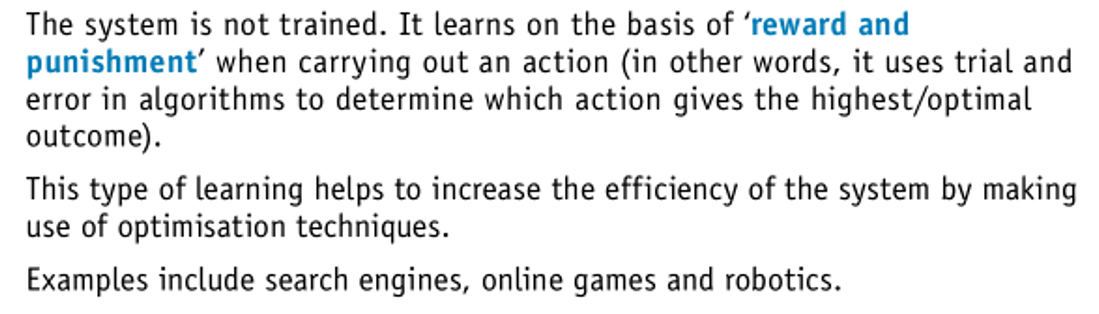 The system is not trained. It learns on the basis of ‘reward and
punishment’ when carrying out an action (in other words, it uses trial and
error in algorithms to determine which action gives the highest/optimal
outcome).
This type of learning helps to increase the efficiency of the system by making
use of optimisation techniques.
Examples include search engines, online games and robotics.